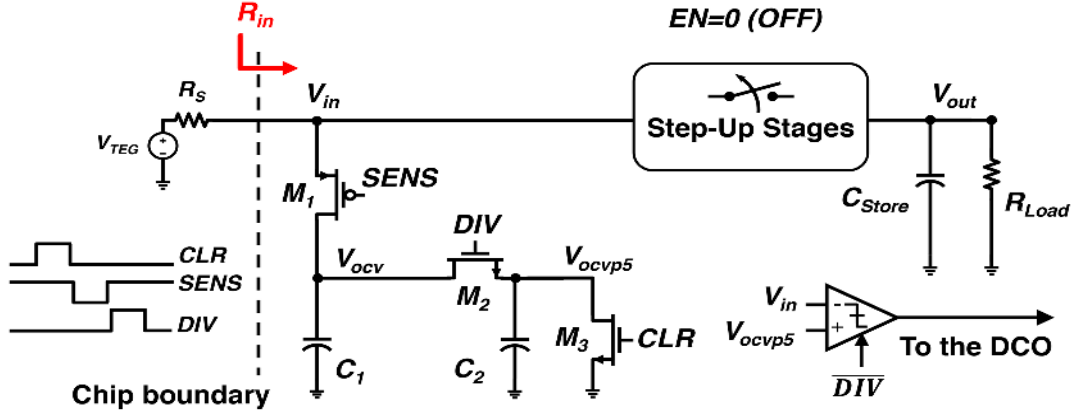 EN=0 (OFF)
R_in
R_S
V_in
V_out
V_TEG
+
−
Step-Up Stages
M_1
SENS
C_Store
R_Load
DIV
CLR
V_ocv
V_ocvp5
SENS
M_2
V_in
-
DIV
C_1
C_2
M_3
CLR
V_ocvp5
+
To the DCO
Chip boundary
DIV